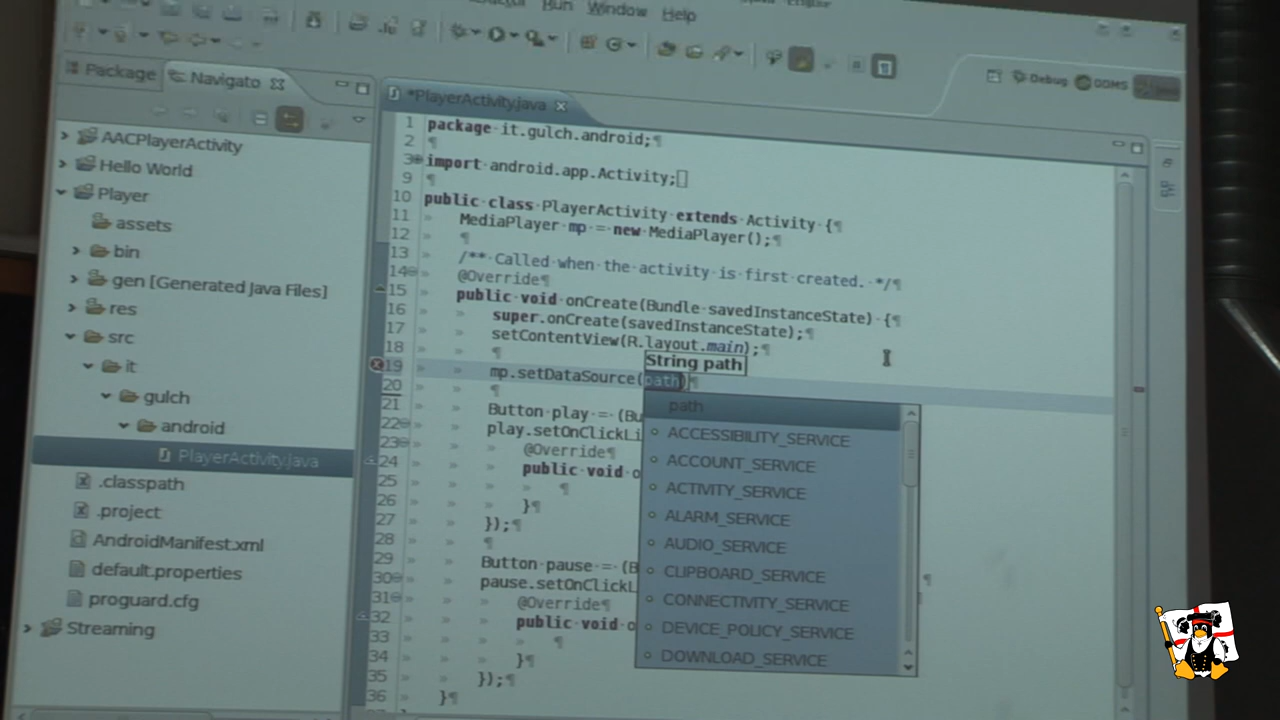 Run Window Help
Debug DDMS Java
Package Navigato
*PlayerActivity.java
AACPlayerActivity
Hello World
Player
assets
bin
gen [Generated Java Files]
res
src
it
gulch
android
PlayerActivity.java
.classpath
.project
AndroidManifest.xml
default.properties
proguard.cfg
Streaming
1 package it.gulch.android;
2
3 import android.app.Activity;
9
10 public class PlayerActivity extends Activity {
11 MediaPlayer mp = new MediaPlayer();
12
13 /** Called when the activity is first created. */
14 @Override
15 public void onCreate(Bundle savedInstanceState) {
16 super.onCreate(savedInstanceState);
17 setContentView(R.layout.main);
18
19 mp.setDataSource(path)
20
21 Button play = (Bu
22 play.setOnClickLi
23 @Override
24 public void o
25
26 }
27 });
28
29 Button pause = (B
30 pause.setOnClickL
31 @Override
32 public void o
33
34 }
35 });
36 }
String path
path
ACCESSIBILITY_SERVICE
ACCOUNT_SERVICE
ACTIVITY_SERVICE
ALARM_SERVICE
AUDIO_SERVICE
CLIPBOARD_SERVICE
CONNECTIVITY_SERVICE
DEVICE_POLICY_SERVICE
DOWNLOAD_SERVICE